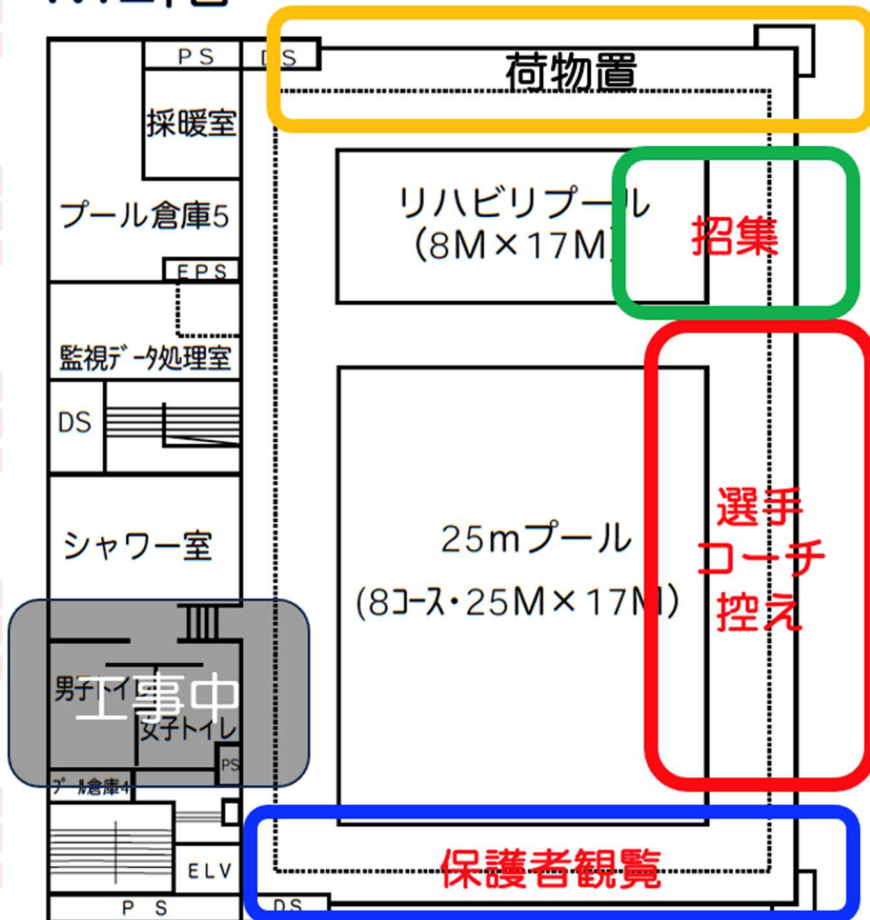 PS
DS
荷物置
採暖室
プール倉庫5
リハビリプール
(8M×17M)
招集
EPS
監視ﾃﾞｰﾀ処理室
DS
選手
コーチ
控え
シャワー室
25mプール
(8ｺｰｽ・25M×17M)
工事中
男子トイレ
女子トイレ
PS
ﾌﾟｰﾙ倉庫4
ELV
保護者観覧
PS
DS